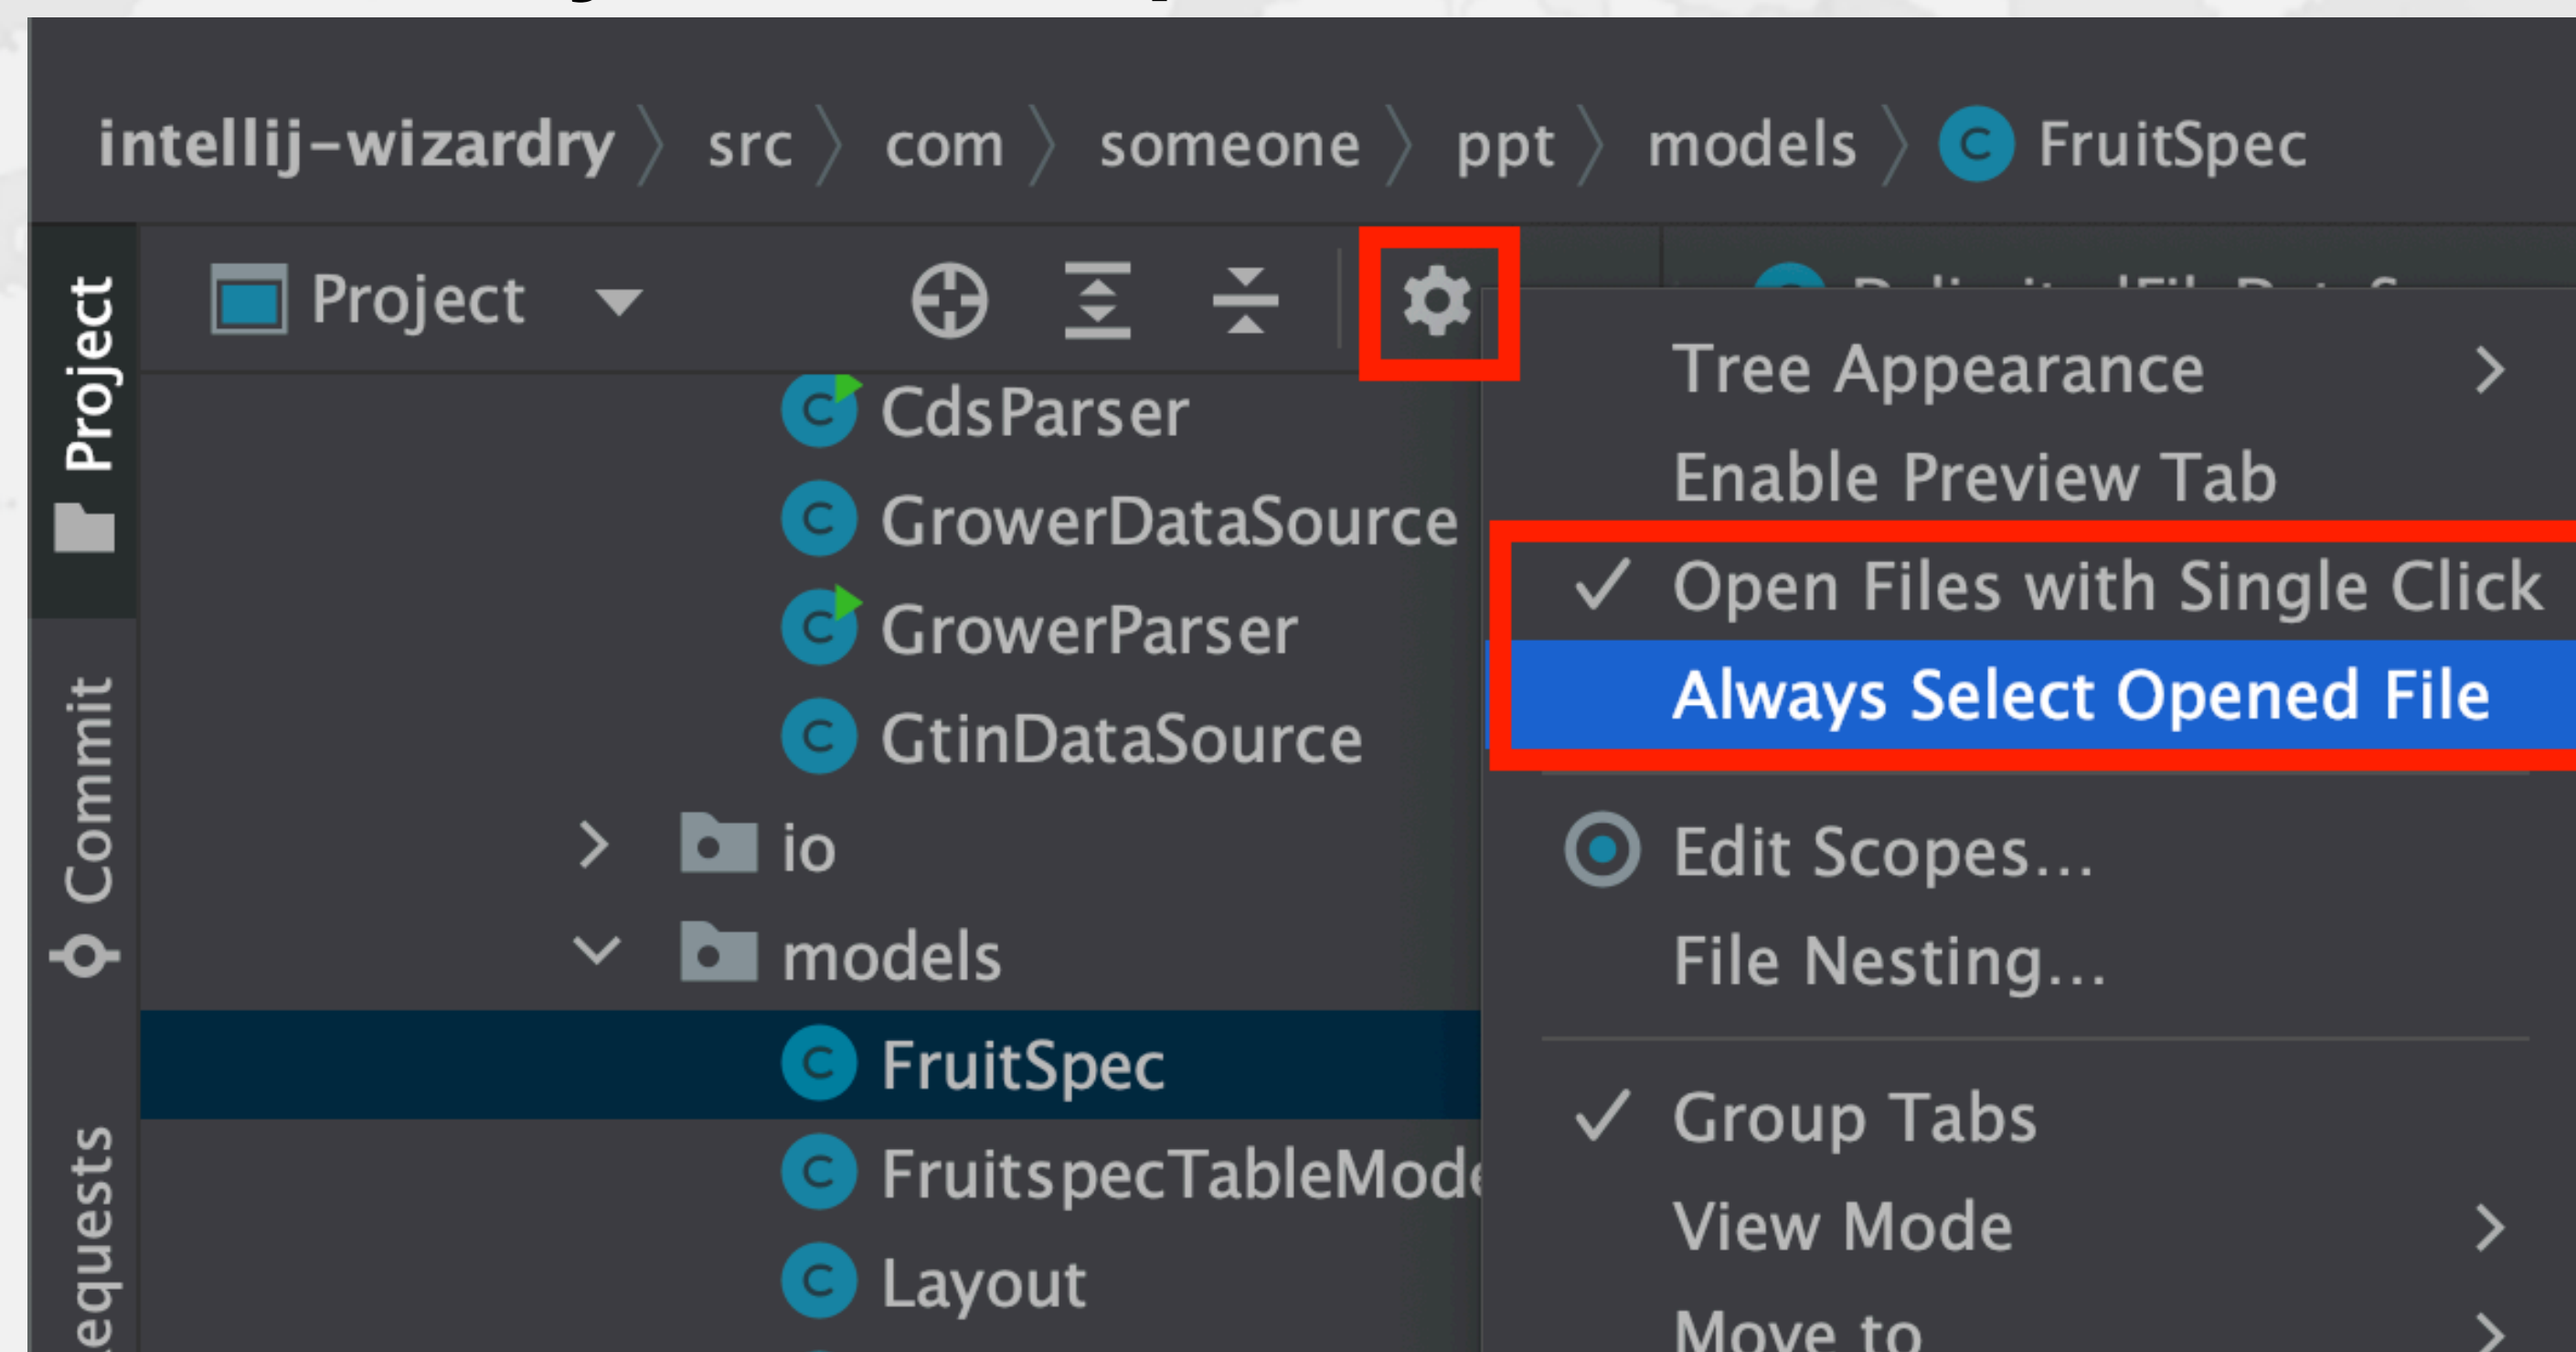 intellij-wizardry src com someone ppt models FruitSpec
Project
Project
Commit
CdsParser
GrowerDataSource
GrowerParser
GtinDataSource
io
models
FruitSpec
Layout
Tree Appearance
Enable Preview Tab
Open Files with Single Click
Always Select Opened File
Edit Scopes...
File Nesting...
Group Tabs
View Mode
Move to